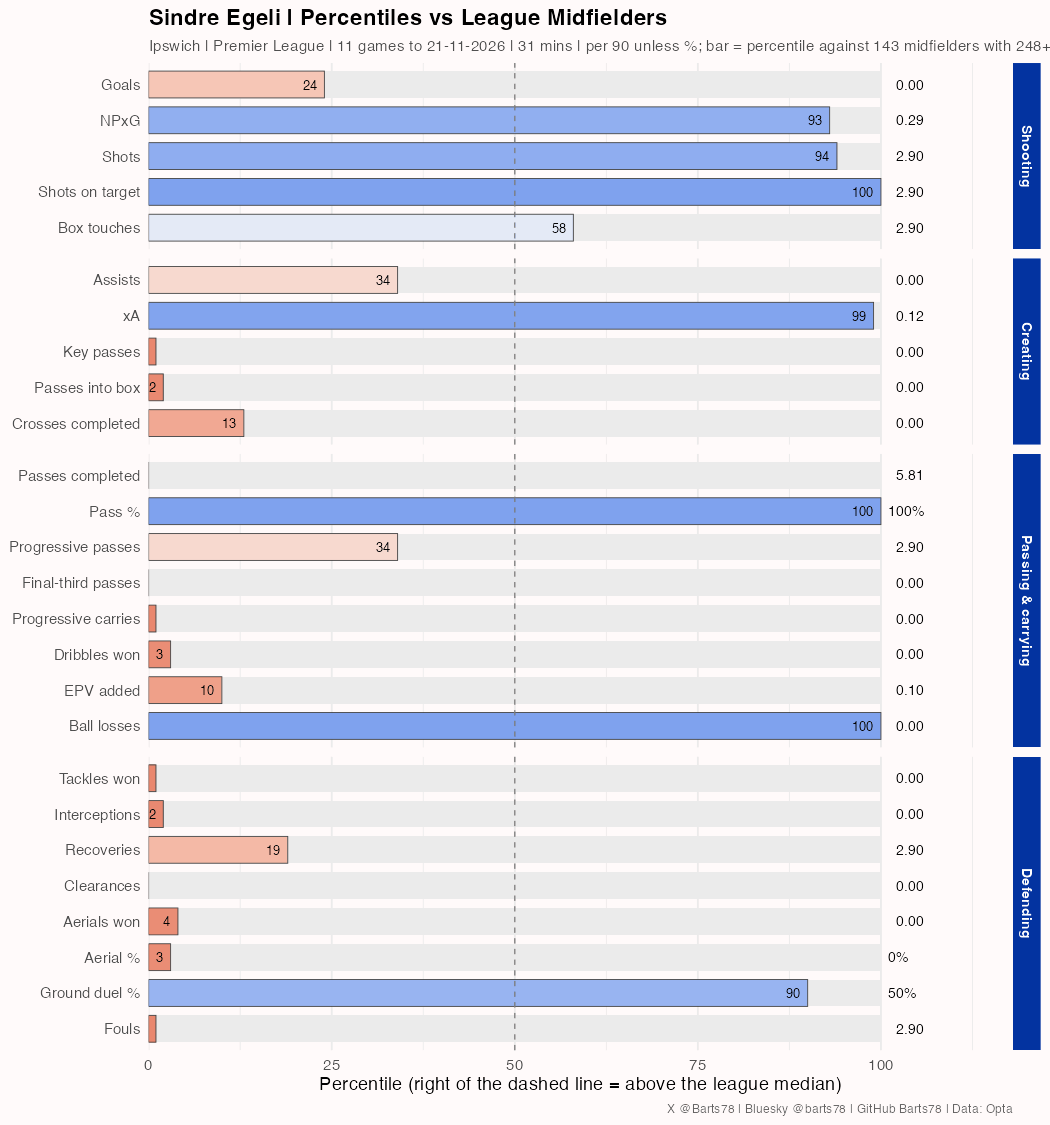 Sindre Egeli | Percentiles vs League Midfielders
Ipswich | Premier League | 11 games to 21-11-2026 | 31 mins | per 90 unless %; bar = percentile against 143 midfielders with 248+
Shooting
Goals 24 0.00
NPxG 93 0.29
Shots 94 2.90
Shots on target 100 2.90
Box touches 58 2.90
Creating
Assists 34 0.00
xA 99 0.12
Key passes 0.00
Passes into box 2 0.00
Crosses completed 13 0.00
Passing & carrying
Passes completed 5.81
Pass % 100 100%
Progressive passes 34 2.90
Final-third passes 0.00
Progressive carries 0.00
Dribbles won 3 0.00
EPV added 10 0.10
Ball losses 100 0.00
Defending
Tackles won 0.00
Interceptions 2 0.00
Recoveries 19 2.90
Clearances 0.00
Aerials won 4 0.00
Aerial % 3 0%
Ground duel % 90 50%
Fouls 2.90
0 25 50 75 100
Percentile (right of the dashed line = above the league median)
X @Barts78 | Bluesky @barts78 | GitHub Barts78 | Data: Opta